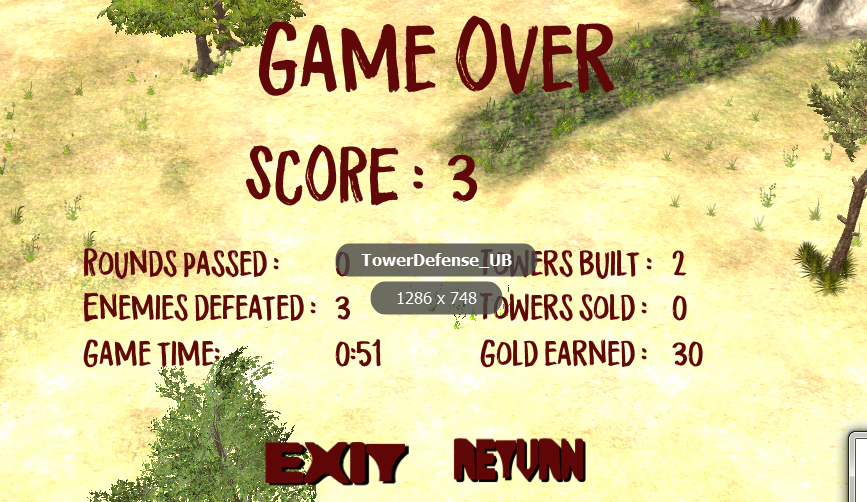 GAME OVER
SCORE : 3
ROUNDS PASSED : 0 TOWERS BUILT : 2
TowerDefense_UB
ENEMIES DEFEATED : 3 TOWERS SOLD : 0
1286 x 748
GAME TIME: 0:51 GOLD EARNED : 30
EXIT RETURN